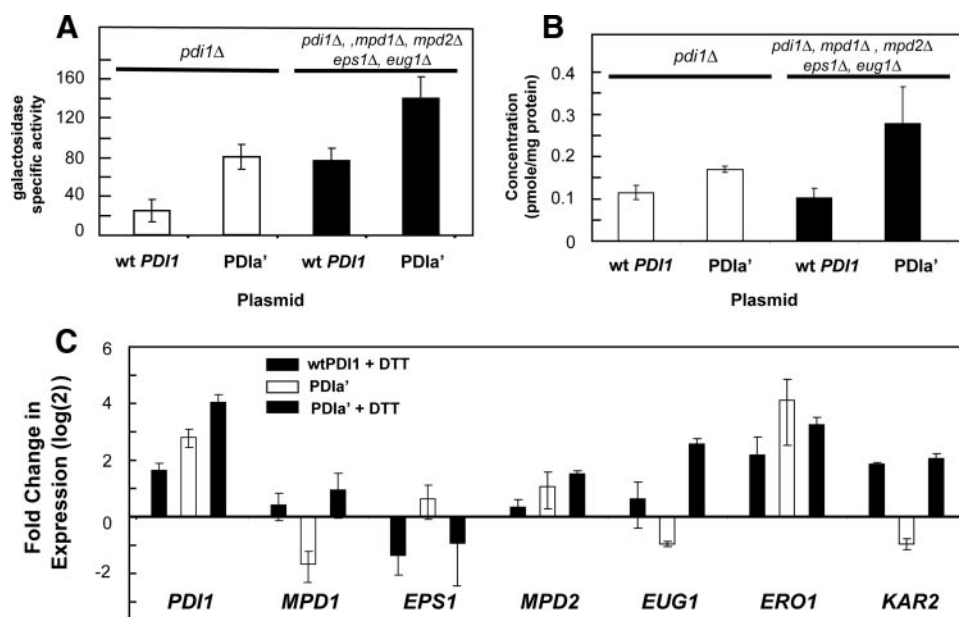 A
pdi1Δ
pdi1Δ, ,mpd1Δ, mpd2Δ
eps1Δ, eug1Δ
galactosidase
specific activity
160
120
80
40
0
wt PDI1
PDIa'
wt PDI1
PDIa'
Plasmid
B
pdi1Δ
pdi1Δ, mpd1Δ , mpd2Δ
eps1Δ, eug1Δ
Concentration
(pmole/mg protein)
0.4
0.3
0.2
0.1
0
wt PDI1
PDIa'
wt PDI1
PDIa'
Plasmid
C
Fold Change in
Expression (log(2))
6
4
2
0
-2
wtPDI1 + DTT
PDIa'
PDIa' + DTT
PDI1
MPD1
EPS1
MPD2
EUG1
ERO1
KAR2